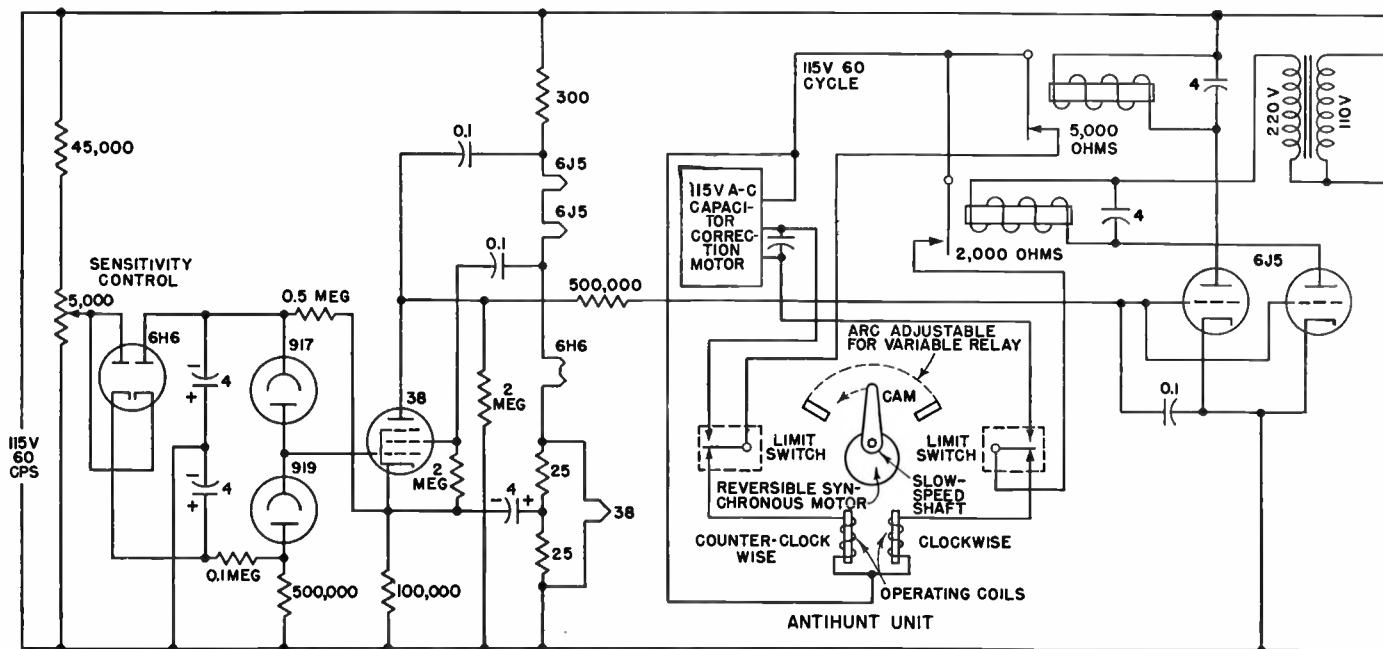 115V
60
CPS
45,000
SENSITIVITY
CONTROL
5,000
6H6
-
4
+
-
4
+
0.5 MEG
917
919
0.1MEG
500,000
0.1
38
100,000
2
MEG
0.1
2
MEG
-
4
+
300
6J5
6J5
500,000
6H6
25
38
25
115V 60
CYCLE
115V A-C
CAPACI-
TOR
CORREC-
TION
MOTOR
5,000
OHMS
2,000 OHMS
4
4
220V
110V
6J5
0.1
ARC ADJUSTABLE
FOR VARIABLE RELAY
CAM
LIMIT
SWITCH
LIMIT
SWITCH
REVERSIBLE SYN-
CHRONOUS MOTOR
SLOW-
SPEED
SHAFT
COUNTER-CLOCK
WISE
CLOCKWISE
OPERATING COILS
ANTIHUNT UNIT